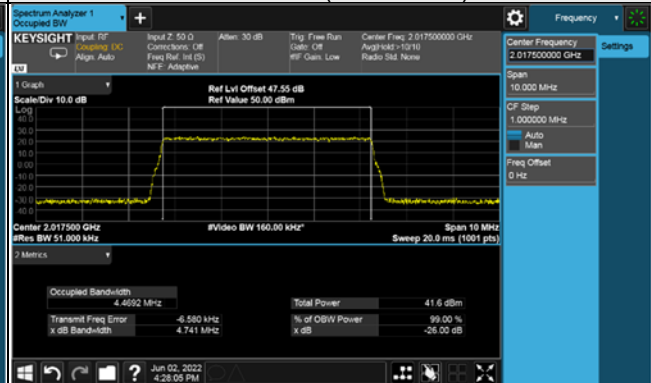 Spectrum Analyzer 1
Occupied BW
Frequency
KEYSIGHT
Input: RF
Coupling: DC
Align: Auto
Input Z: 50 Ω
Corrections: Off
Freq Ref: Int (S)
NFE: Adaptive
Atten: 30 dB
Trig: Free Run
Gate: Off
#IF Gain: Low
Center Freq: 2.017500000 GHz
Avg|Hold:>10/10
Radio Std: None
LXI
Center Frequency
2.017500000 GHz
Settings
Span
10.000 MHz
CF Step
1.000000 MHz
Auto
Man
Freq Offset
0 Hz
1 Graph
Scale/Div 10.0 dB
Ref Lvl Offset 47.55 dB
Ref Value 50.00 dBm
Log
40.0
30.0
20.0
10.0
0.00
-10.0
-20.0
-30.0
-40.0
Center 2.017500 GHz
#Res BW 51.000 kHz
#Video BW 160.00 kHz*
Span 10 MHz
Sweep 20.0 ms (1001 pts)
2 Metrics
Occupied Bandwidth
4.4692 MHz
Total Power
41.6 dBm
Transmit Freq Error
-6.580 kHz
% of OBW Power
99.00 %
x dB Bandwidth
4.741 MHz
x dB
-26.00 dB
?
Jun 02, 2022
4:28:05 PM